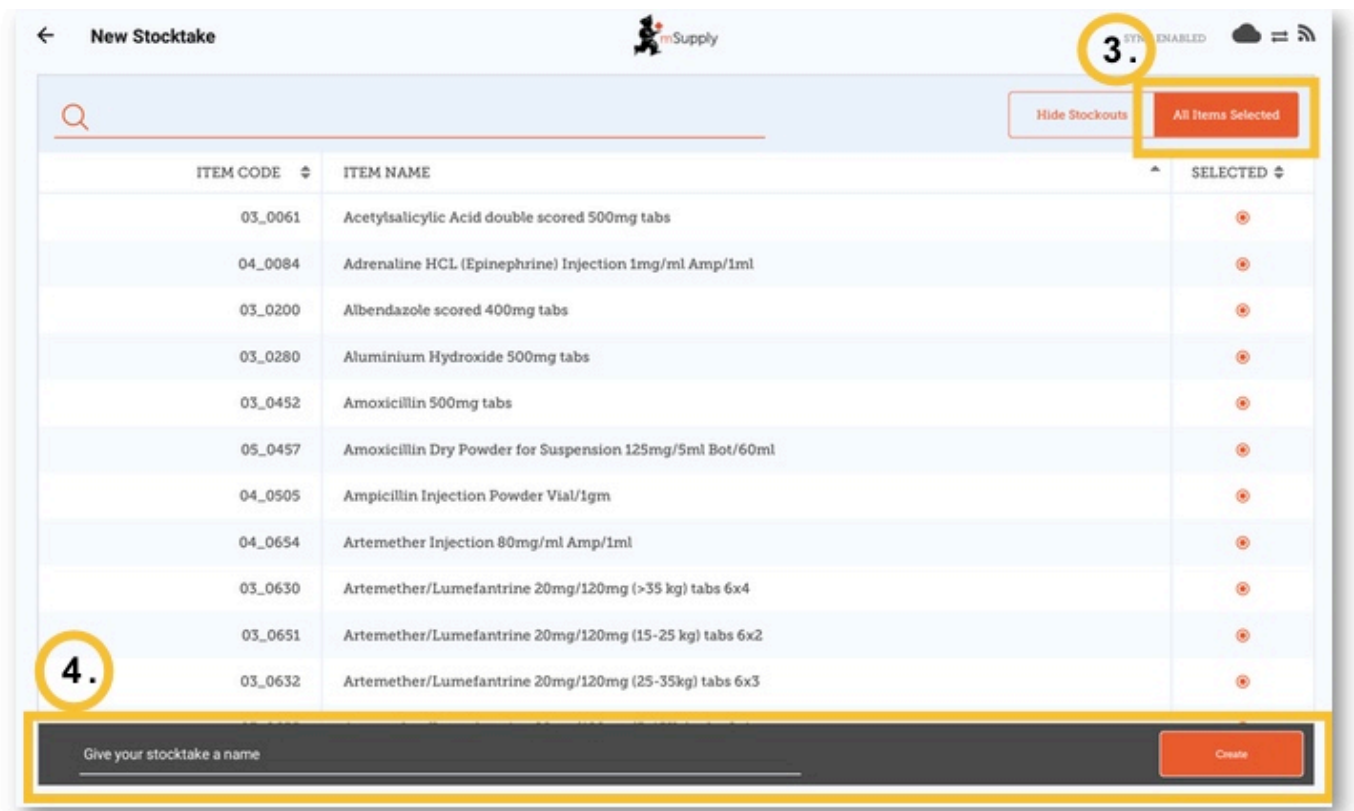 New Stocktake
mSupply
ENABLED
3.
Hide Stockouts
All Items Selected
ITEM CODE
ITEM NAME
SELECTED
03_0061 Acetylsalicylic Acid double scored 500mg tabs
04_0084 Adrenaline HCL (Epinephrine) Injection 1mg/ml Amp/1ml
03_0200 Albendazole scored 400mg tabs
03_0280 Aluminium Hydroxide 500mg tabs
03_0452 Amoxicillin 500mg tabs
05_0457 Amoxicillin Dry Powder for Suspension 125mg/5ml Bot/60ml
04_0505 Ampicillin Injection Powder Vial/1gm
04_0654 Artemether Injection 80mg/ml Amp/1ml
03_0630 Artemether/Lumefantrine 20mg/120mg (>35 kg) tabs 6x4
03_0651 Artemether/Lumefantrine 20mg/120mg (15-25 kg) tabs 6x2
4.
03_0632 Artemether/Lumefantrine 20mg/120mg (25-35kg) tabs 6x3
Give your stocktake a name
Create